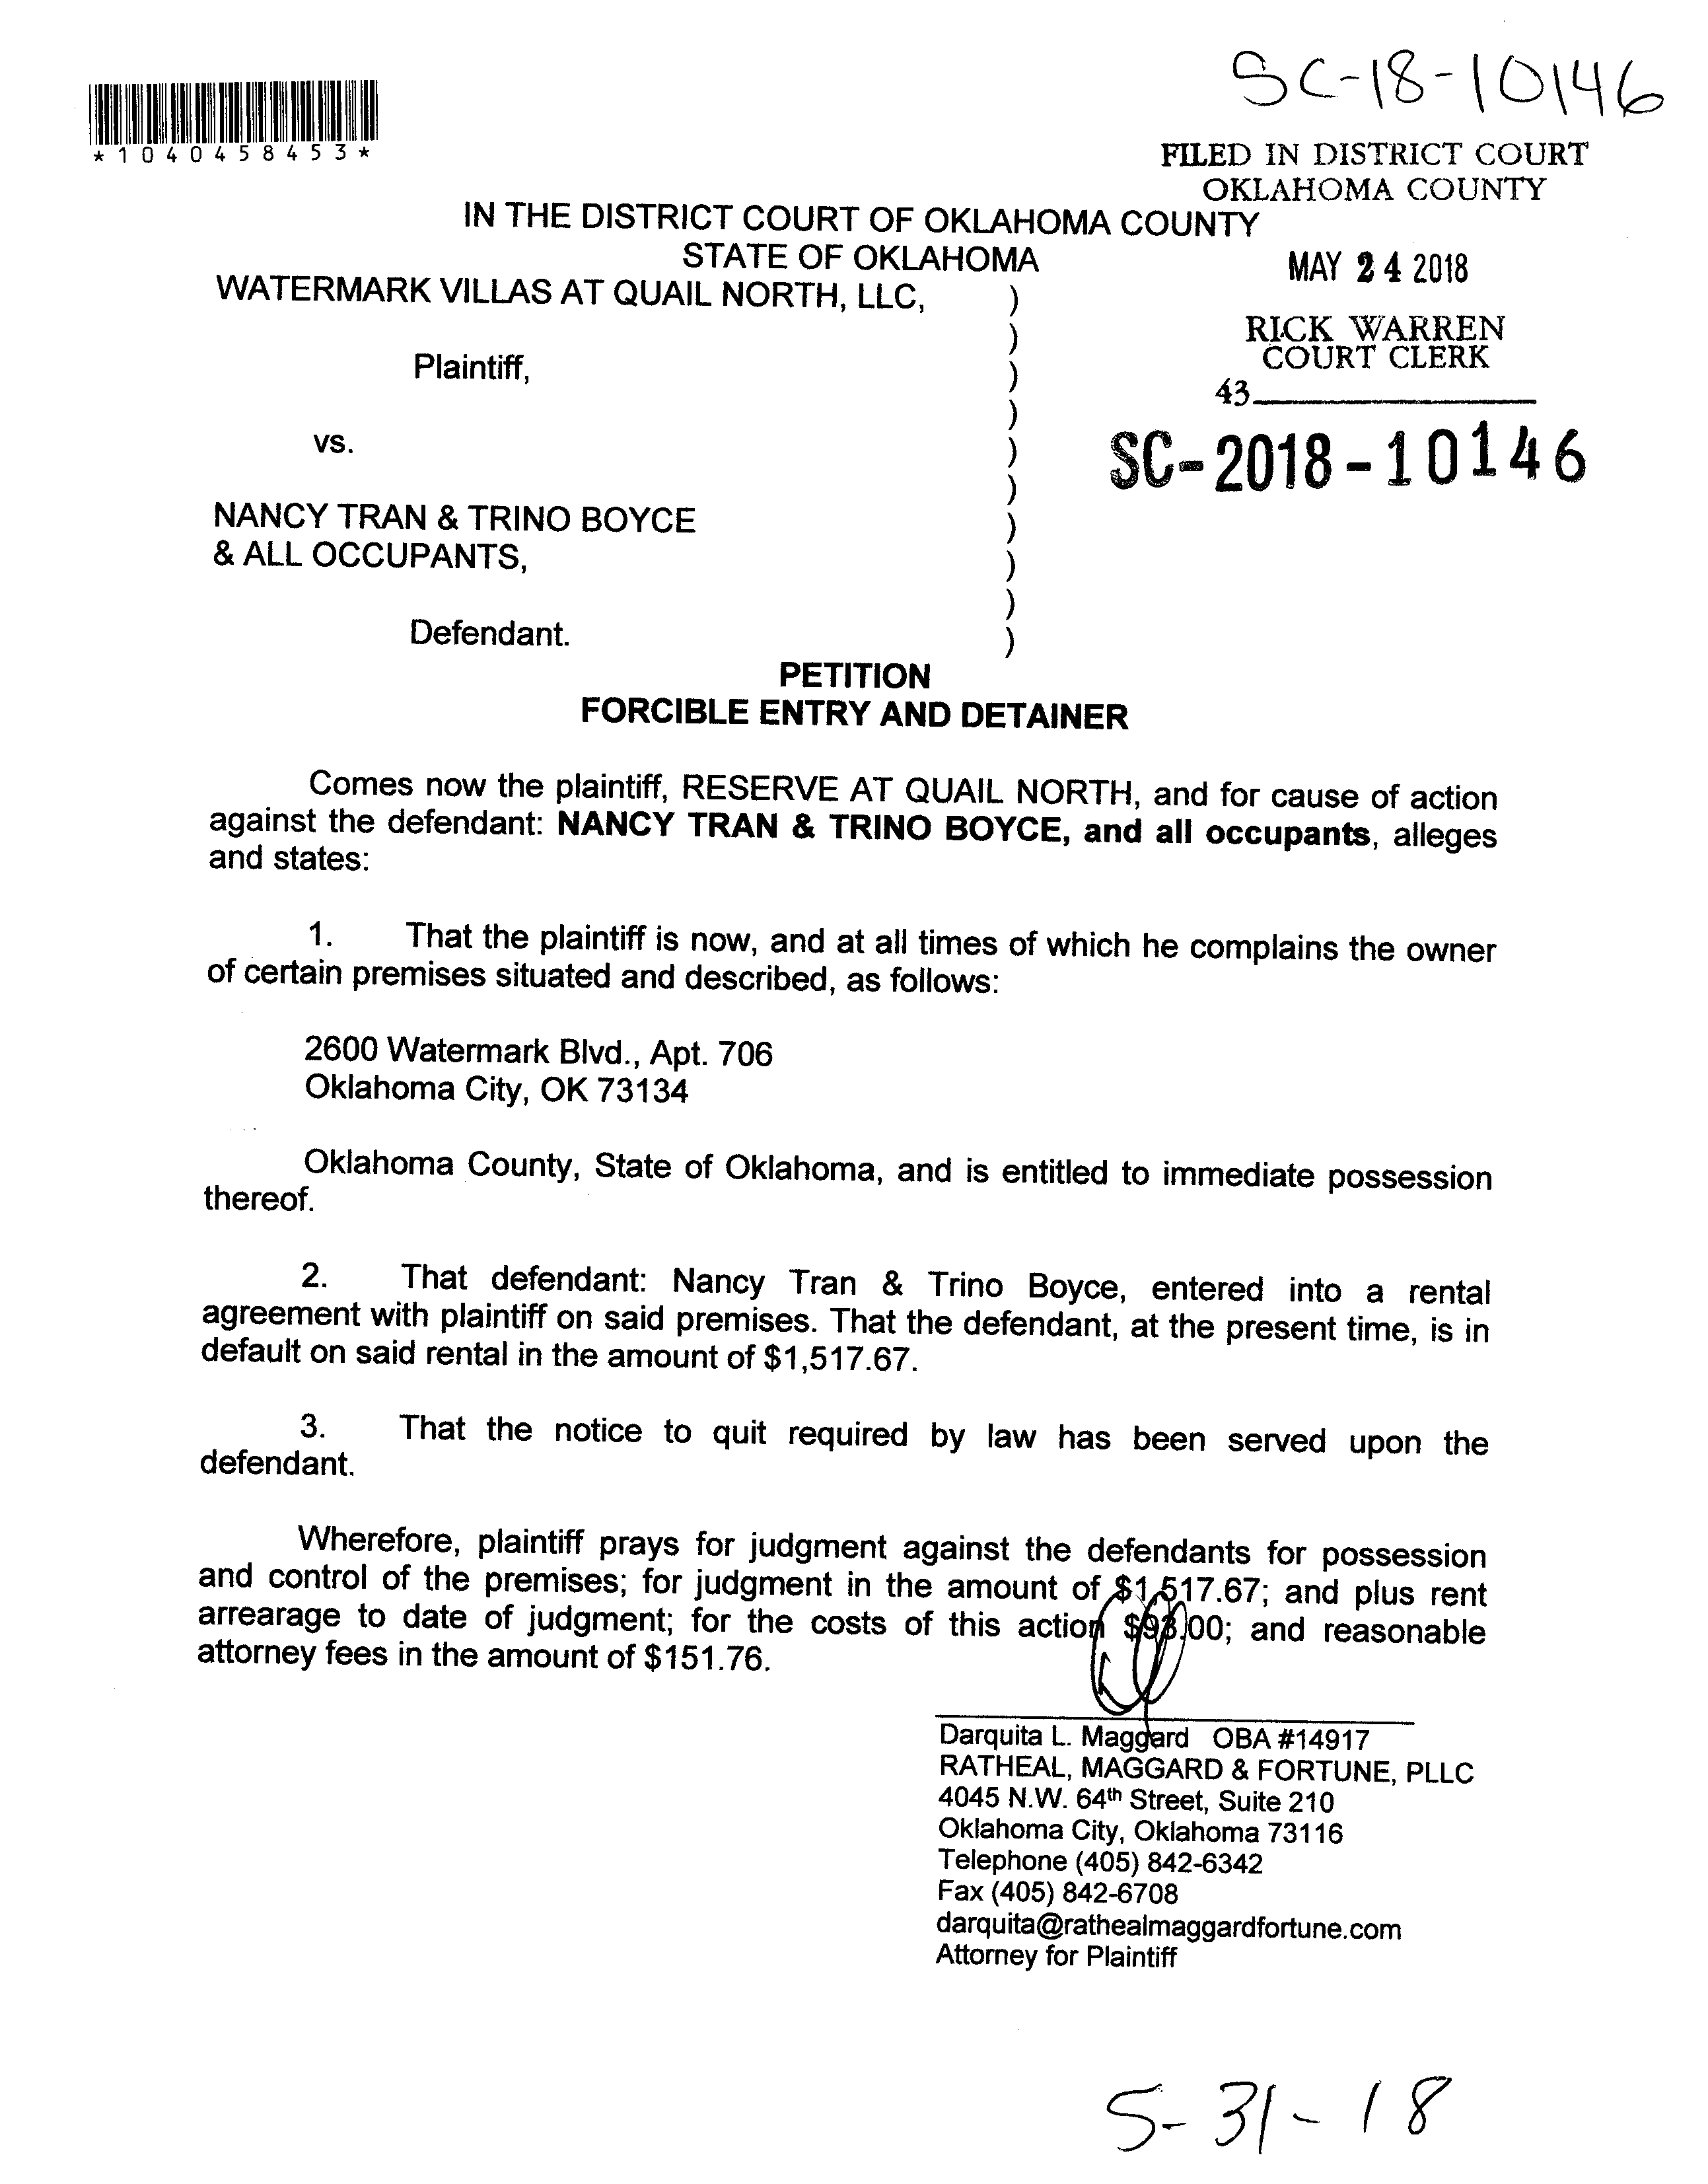 SC-18-10146
*1040458453*
FILED IN DISTRICT COURT
OKLAHOMA COUNTY
IN THE DISTRICT COURT OF OKLAHOMA COUNTY
STATE OF OKLAHOMA
MAY 24 2018
WATERMARK VILLAS AT QUAIL NORTH, LLC, )
)
RICK WARREN
COURT CLERK
Plaintiff, )
43
)
vs. )
SC-2018-10146
)
NANCY TRAN & TRINO BOYCE )
& ALL OCCUPANTS, )
)
Defendant. )
PETITION
FORCIBLE ENTRY AND DETAINER
Comes now the plaintiff, RESERVE AT QUAIL NORTH, and for cause of action
against the defendant: NANCY TRAN & TRINO BOYCE, and all occupants, alleges
and states:
1. That the plaintiff is now, and at all times of which he complains the owner
of certain premises situated and described, as follows:
2600 Watermark Blvd., Apt. 706
Oklahoma City, OK 73134
Oklahoma County, State of Oklahoma, and is entitled to immediate possession
thereof.
2. That defendant: Nancy Tran & Trino Boyce, entered into a rental
agreement with plaintiff on said premises. That the defendant, at the present time, is in
default on said rental in the amount of $1,517.67.
3. That the notice to quit required by law has been served upon the
defendant.
Wherefore, plaintiff prays for judgment against the defendants for possession
and control of the premises; for judgment in the amount of $1,517.67; and plus rent
arrearage to date of judgment; for the costs of this action 00; and reasonable
attorney fees in the amount of $151.76.
Darquita L. Maggard OBA #14917
RATHEAL, MAGGARD & FORTUNE, PLLC
4045 N.W. 64th Street, Suite 210
Oklahoma City, Oklahoma 73116
Telephone (405) 842-6342
Fax (405) 842-6708
darquita@rathealmaggardfortune.com
Attorney for Plaintiff
5-31-18